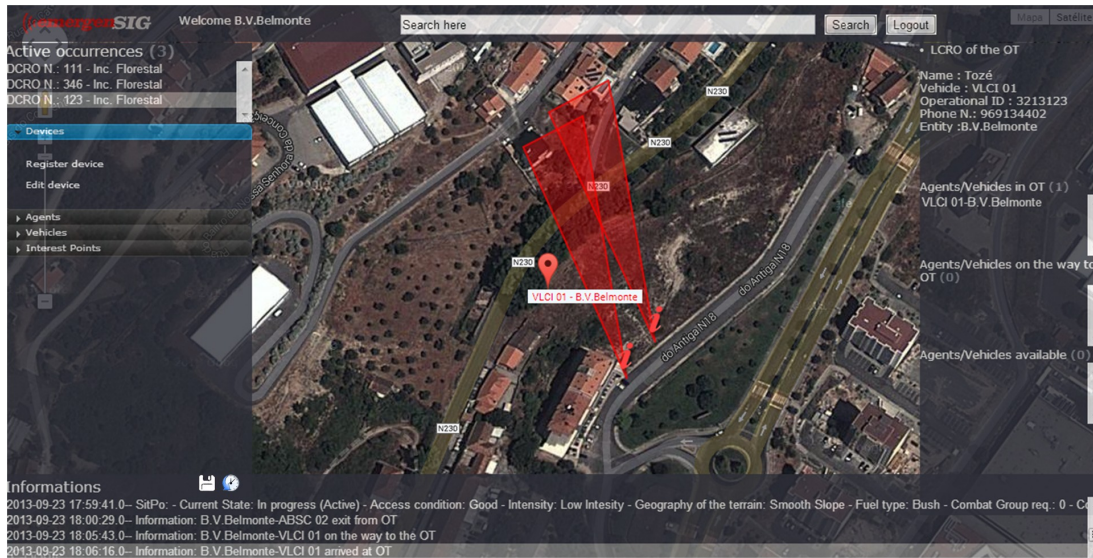 emergenSIG
Welcome B.V.Belmonte
Search here
Search
Logout
Mapa
Satélite
Active occurrences (3)
OCRO N.: 111 - Inc. Florestal
OCRO N.: 346 - Inc. Florestal
OCRO N.: 123 - Inc. Florestal
Devices
Register device
Edit device
Agents
Vehicles
Interest Points
N230
N230
N230
N230
VLCI 01 - B.V.Belmonte
N230
do Antiga N18
do Antiga N18
LCRO of the OT
Name : Tozé
Vehicle : VLCI 01
Operational ID : 3213123
Phone N.: 969134402
Entity :B.V.Belmonte
Agents/Vehicles in OT (1)
VLCI 01-B.V.Belmonte
Agents/Vehicles on the way to
OT (0)
Agents/Vehicles available (0)
Informations
2013-09-23 17:59:41.0-- SitPo: - Current State: In progress (Active) - Access condition: Good - Intensity: Low Intesity - Geography of the terrain: Smooth Slope - Fuel type: Bush - Combat Group req.: 0 - Co
2013-09-23 18:00:29.0-- Information: B.V.Belmonte-ABSC 02 exit from OT
2013-09-23 18:05:43.0-- Information: B.V.Belmonte-VLCI 01 on the way to the OT
2013-09-23 18:06:16.0-- Information: B.V.Belmonte-VLCI 01 arrived at OT